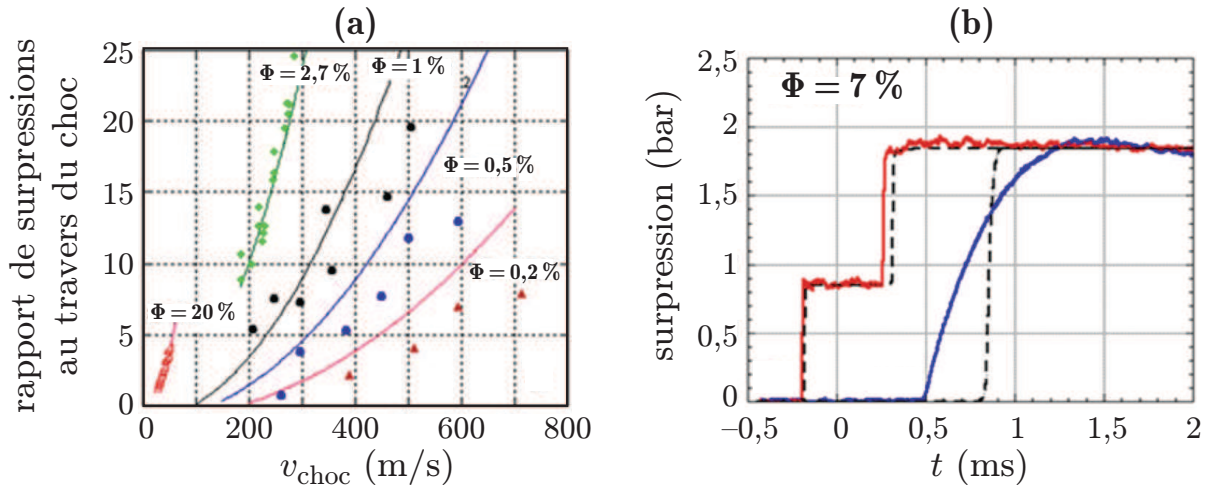 (a)
rapport de surpressions
au travers du choc
25
20
15
10
5
0
0
200
400
600
800
Φ = 2,7 %
Φ = 1 %
2
Φ = 0,5 %
Φ = 0,2 %
Φ = 20 %
v_choc (m/s)
(b)
surpression (bar)
2,5
2
1,5
1
0,5
0
Φ = 7 %
–0,5
0
0,5
1
1,5
2
t (ms)